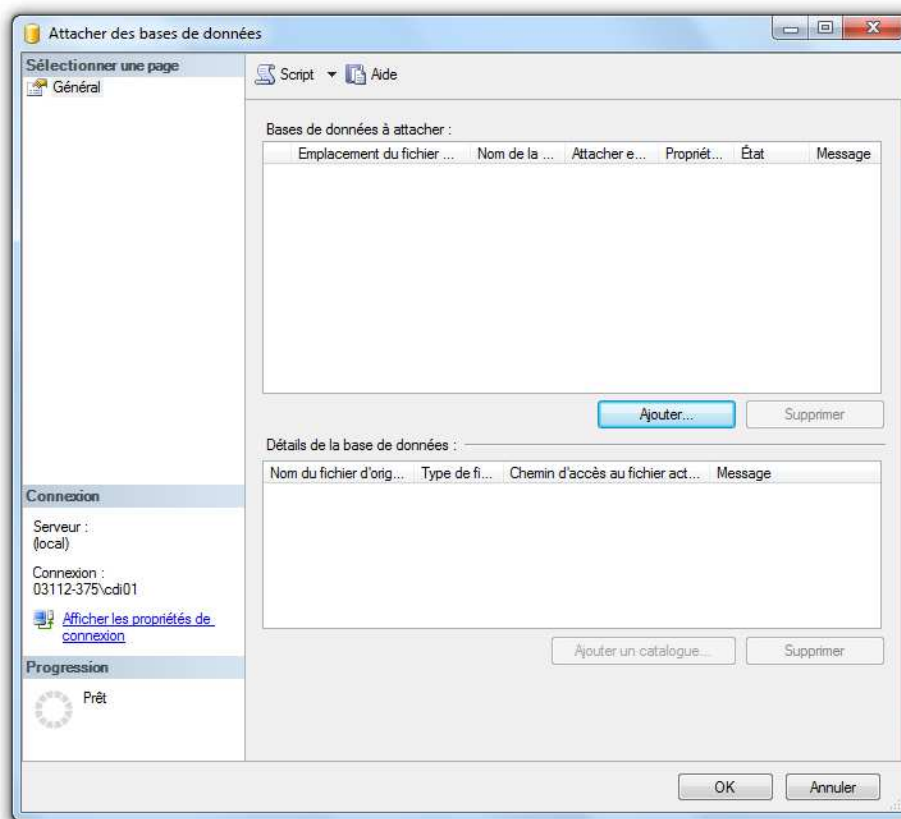 Attacher des bases de données
Sélectionner une page
Général
Script
Aide
Bases de données à attacher :
Emplacement du fichier ... Nom de la ... Attacher e... Propriét... État Message
Ajouter... Supprimer
Détails de la base de données :
Nom du fichier d'orig... Type de fi... Chemin d'accès au fichier act... Message
Ajouter un catalogue... Supprimer
Connexion
Serveur :
(local)
Connexion :
03112-375\cdi01
Afficher les propriétés de
connexion
Progression
Prêt
OK Annuler